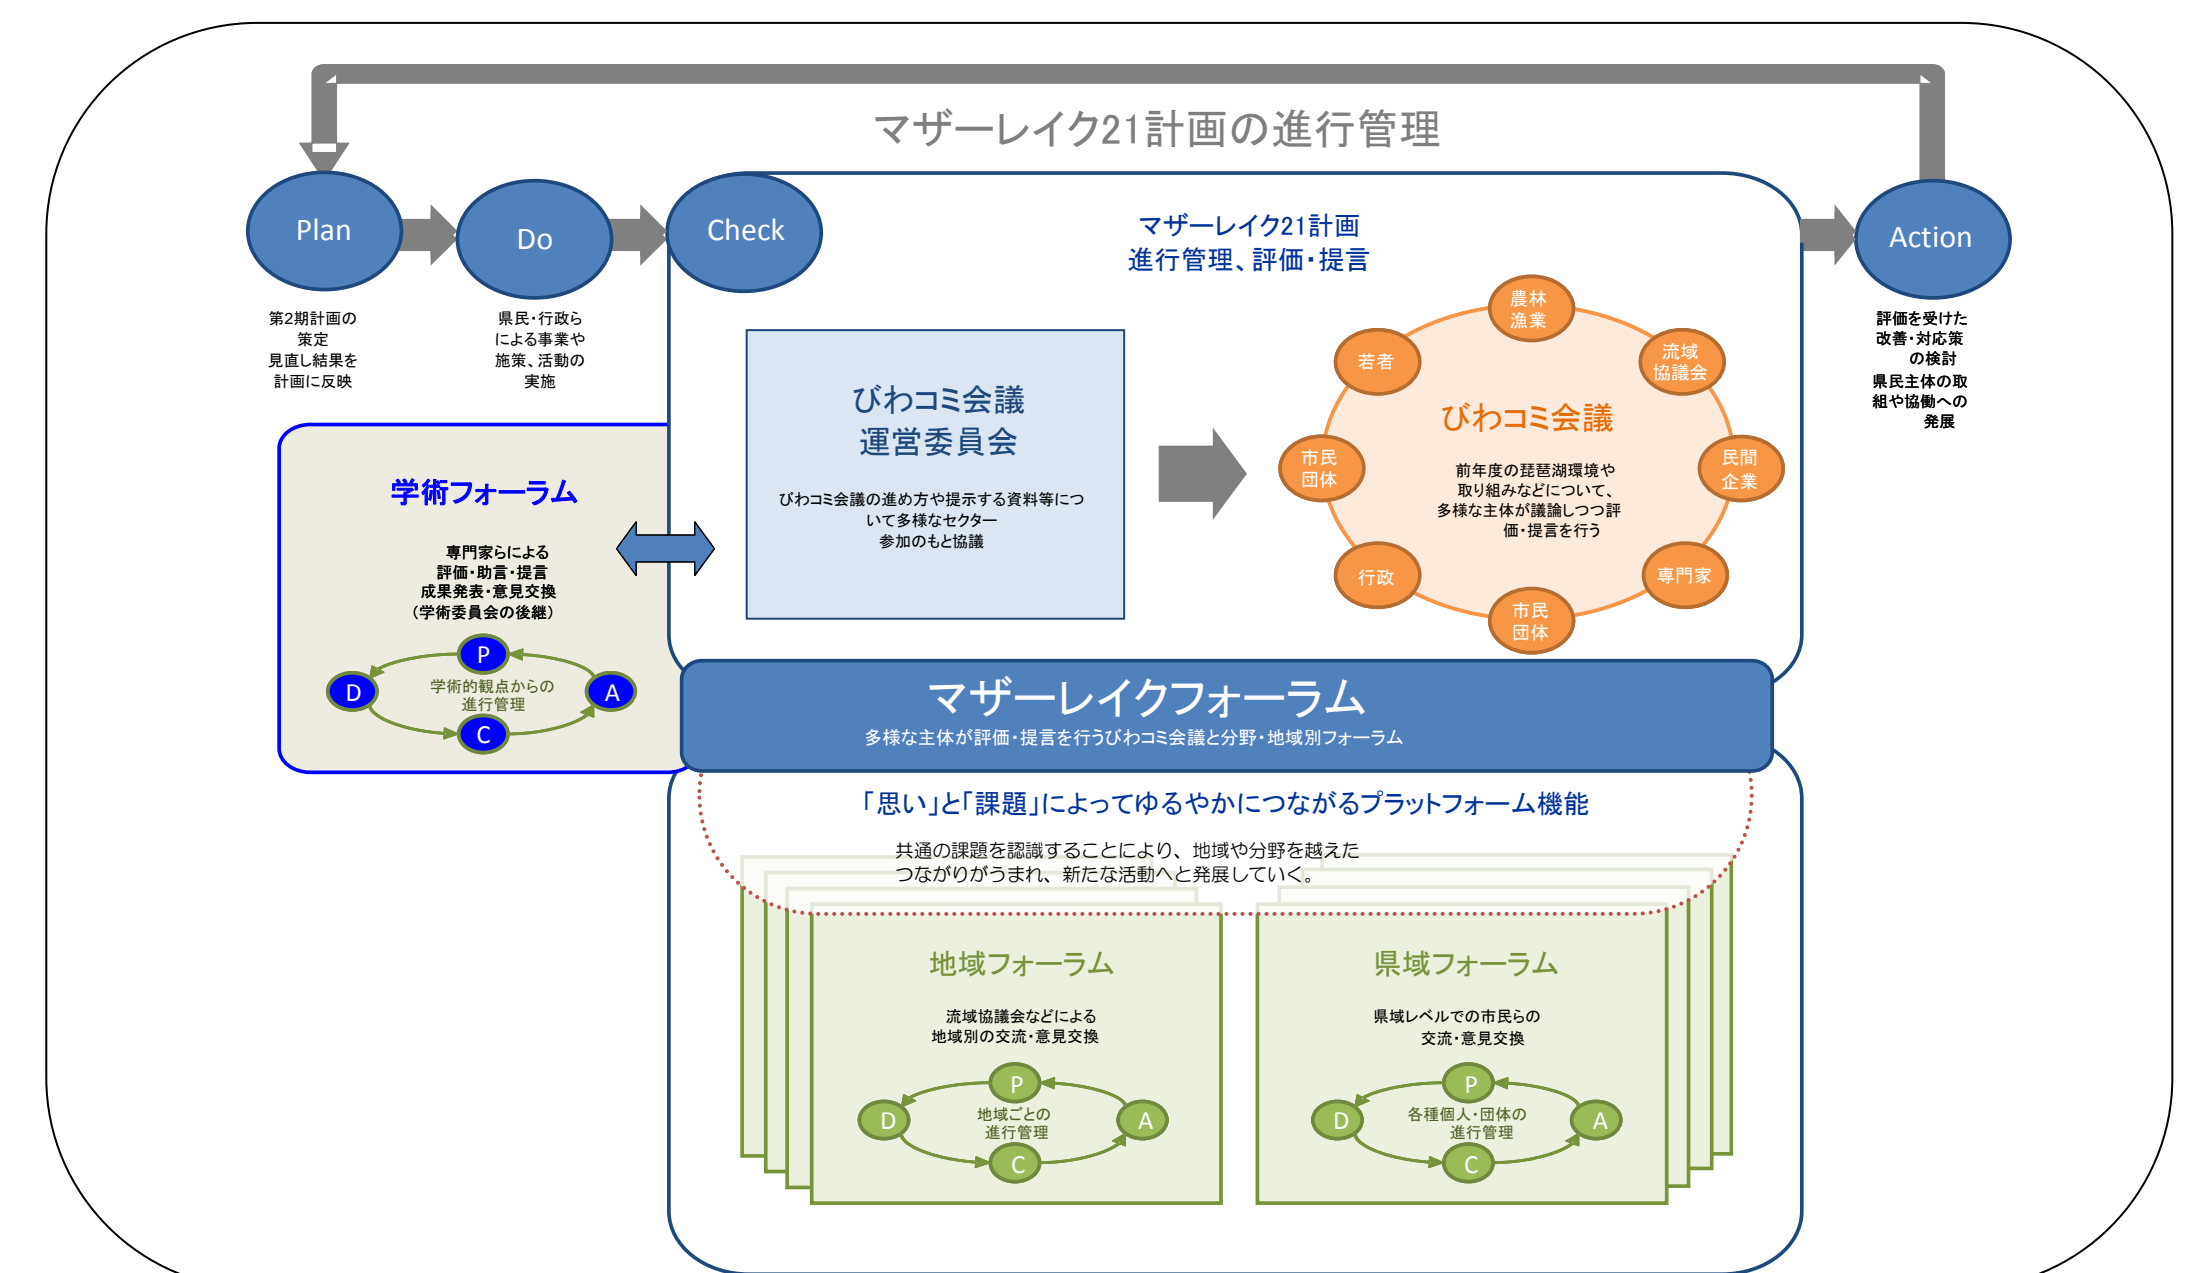 マザーレイク21計画の進行管理
Plan
Do
Check
Action
第2期計画の
策定
見直し結果を
計画に反映
県民・行政ら
による事業や
施策、活動の
実施
マザーレイク21計画
進行管理、評価・提言
評価を受けた
改善・対応策
の検討
県民主体の取
組や協働への
発展
びわコミ会議
運営委員会
びわコミ会議の進め方や提示する資料等につ
いて多様なセクター
参加のもと協議
農林
漁業
若者
流域
協議会
びわコミ会議
市民
団体
民間
企業
前年度の琵琶湖環境や
取り組みなどについて、
多様な主体が議論しつつ評
価・提言を行う
行政
専門家
市民
団体
学術フォーラム
専門家らによる
評価・助言・提言
成果発表・意見交換
(学術委員会の後継)
P
D
学術的観点からの
進行管理
A
C
マザーレイクフォーラム
多様な主体が評価・提言を行うびわコミ会議と分野・地域別フォーラム
「思い」と「課題」によってゆるやかにつながるプラットフォーム機能
共通の課題を認識することにより、地域や分野を越えた
つながりがうまれ、新たな活動へと発展していく。
地域フォーラム
流域協議会などによる
地域別の交流・意見交換
P
D
地域ごとの
進行管理
A
C
県域フォーラム
県域レベルでの市民らの
交流・意見交換
P
D
各種個人・団体の
進行管理
A
C